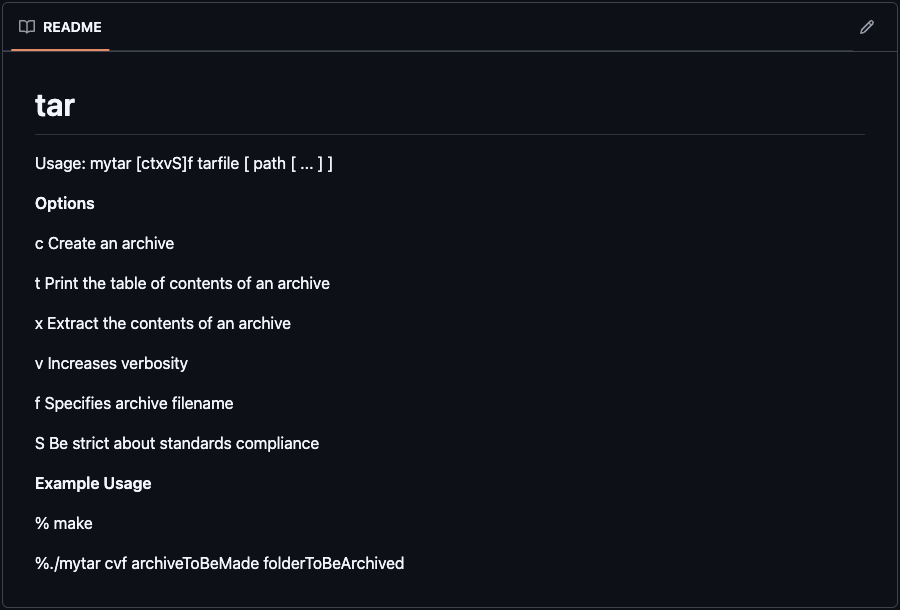 README
tar
Usage: mytar [ctxvS]f tarfile [ path [ ... ] ]
Options
c Create an archive
t Print the table of contents of an archive
x Extract the contents of an archive
v Increases verbosity
f Specifies archive filename
S Be strict about standards compliance
Example Usage
% make
%./mytar cvf archiveToBeMade folderToBeArchived